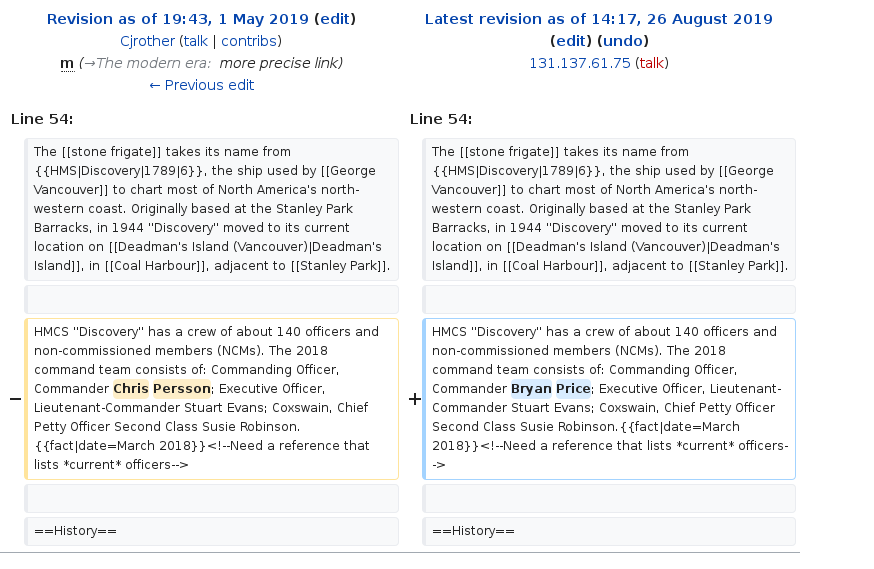 Revision as of 19:43, 1 May 2019 (edit)
Cjrother (talk | contribs)
m (→The modern era: more precise link)
← Previous edit
Line 54:
The [[stone frigate]] takes its name from
{{HMS|Discovery|1789|6}}, the ship used by [[George
Vancouver]] to chart most of North America's north-
western coast. Originally based at the Stanley Park
Barracks, in 1944 ''Discovery'' moved to its current
location on [[Deadman's Island (Vancouver)|Deadman's
Island]], in [[Coal Harbour]], adjacent to [[Stanley Park]].
−
HMCS ''Discovery'' has a crew of about 140 officers and
non-commissioned members (NCMs). The 2018
command team consists of: Commanding Officer,
Commander Chris Persson; Executive Officer,
Lieutenant-Commander Stuart Evans; Coxswain, Chief
Petty Officer Second Class Susie Robinson.
{{fact|date=March 2018}}<!--Need a reference that
lists *current* officers-->
==History==
Latest revision as of 14:17, 26 August 2019
(edit) (undo)
131.137.61.75 (talk)
Line 54:
The [[stone frigate]] takes its name from
{{HMS|Discovery|1789|6}}, the ship used by [[George
Vancouver]] to chart most of North America's north-
western coast. Originally based at the Stanley Park
Barracks, in 1944 ''Discovery'' moved to its current
location on [[Deadman's Island (Vancouver)|Deadman's
Island]], in [[Coal Harbour]], adjacent to [[Stanley Park]].
+
HMCS ''Discovery'' has a crew of about 140 officers and
non-commissioned members (NCMs). The 2018
command team consists of: Commanding Officer,
Commander Bryan Price; Executive Officer, Lieutenant-
Commander Stuart Evans; Coxswain, Chief Petty Officer
Second Class Susie Robinson.{{fact|date=March
2018}}<!--Need a reference that lists *current* officers-
->
==History==